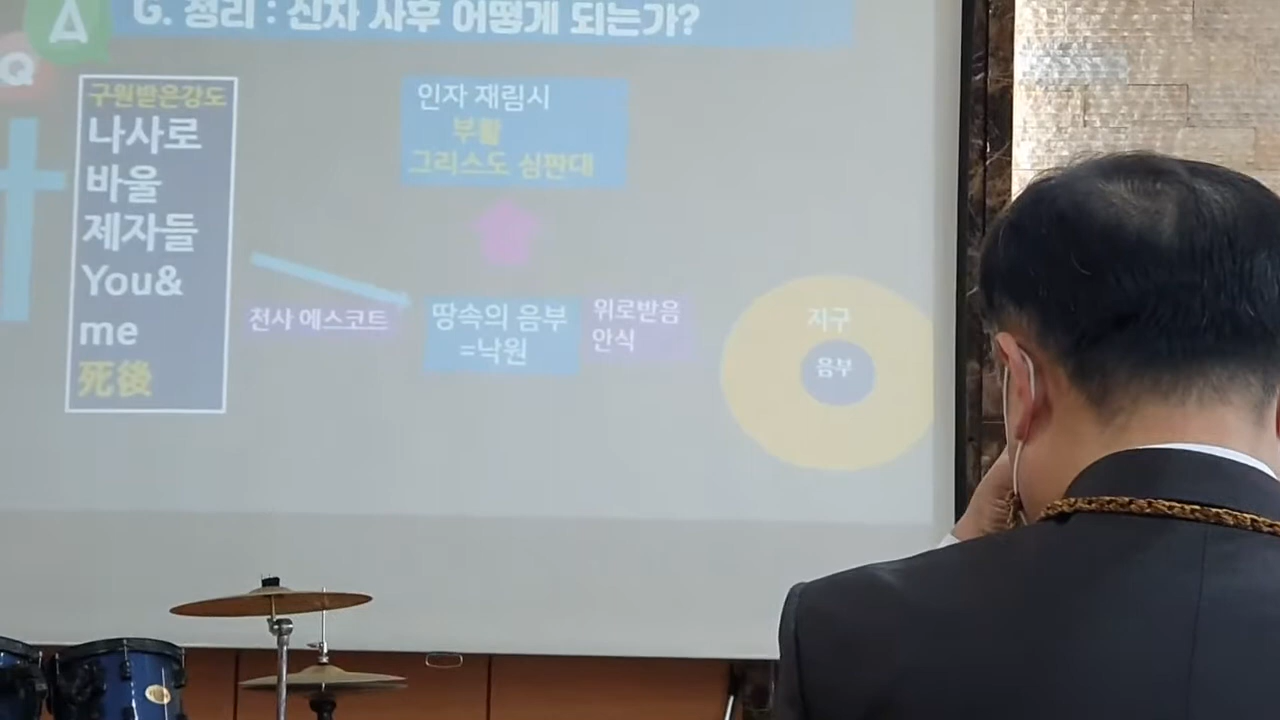 G. 정리 : 신자 사후 어떻게 되는가?
A
Q
구원받은강도
나사로
바울
제자들
You&
me
死後
인자 재림시
부활
그리스도 심판대
천사 에스코트
땅속의 음부
=낙원
위로받음
안식
지구
음부